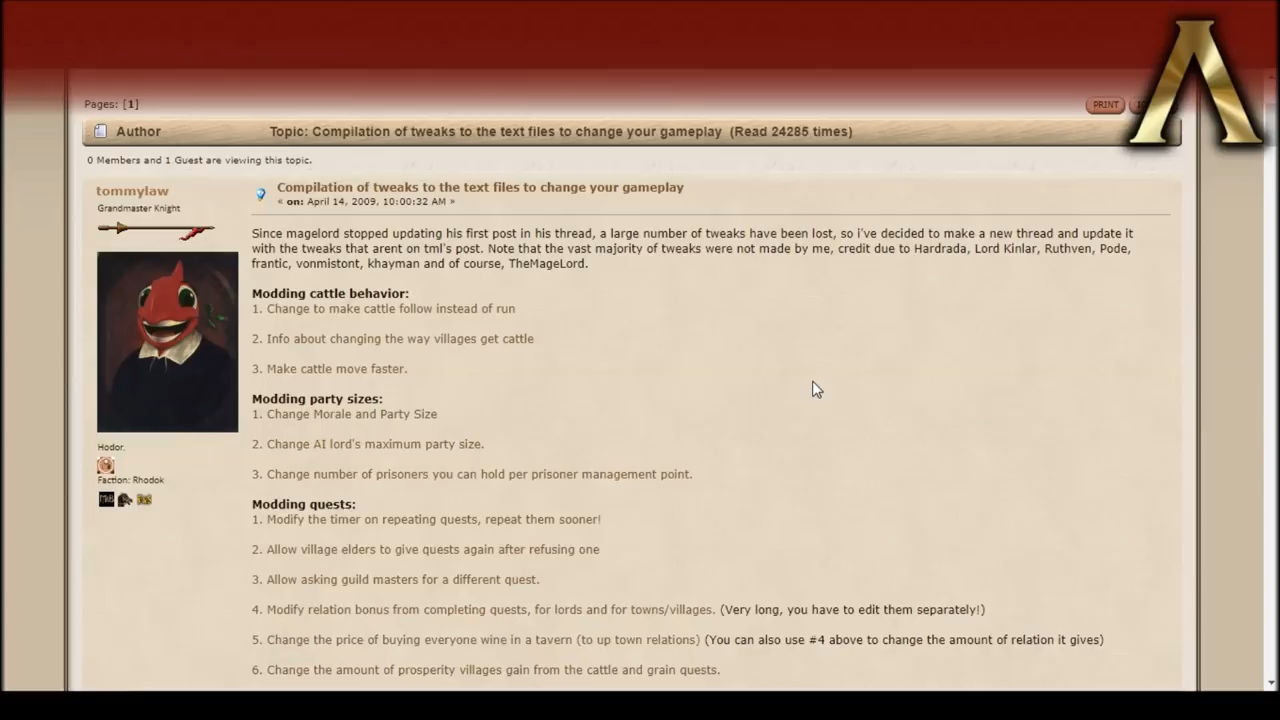 Pages: [1]
PRINT
Author
Topic: Compilation of tweaks to the text files to change your gameplay (Read 24285 times)
0 Members and 1 Guest are viewing this topic.
tommylaw
Grandmaster Knight
Compilation of tweaks to the text files to change your gameplay
« on: April 14, 2009, 10:00:32 AM »
Since magelord stopped updating his first post in his thread, a large number of tweaks have been lost, so i've decided to make a new thread and update it
with the tweaks that arent on tml's post. Note that the vast majority of tweaks were not made by me, credit due to Hardrada, Lord Kinlar, Ruthven, Pode,
frantic, vonmistont, khayman and of course, TheMageLord.
Modding cattle behavior:
1. Change to make cattle follow instead of run
2. Info about changing the way villages get cattle
3. Make cattle move faster.
Modding party sizes:
1. Change Morale and Party Size
2. Change AI lord's maximum party size.
3. Change number of prisoners you can hold per prisoner management point.
Hodor.
Faction: Rhodok
Modding quests:
1. Modify the timer on repeating quests, repeat them sooner!
2. Allow village elders to give quests again after refusing one
3. Allow asking guild masters for a different quest.
4. Modify relation bonus from completing quests, for lords and for towns/villages. (Very long, you have to edit them separately!)
5. Change the price of buying everyone wine in a tavern (to up town relations) (You can also use #4 above to change the amount of relation it gives)
6. Change the amount of prosperity villages gain from the cattle and grain quests.